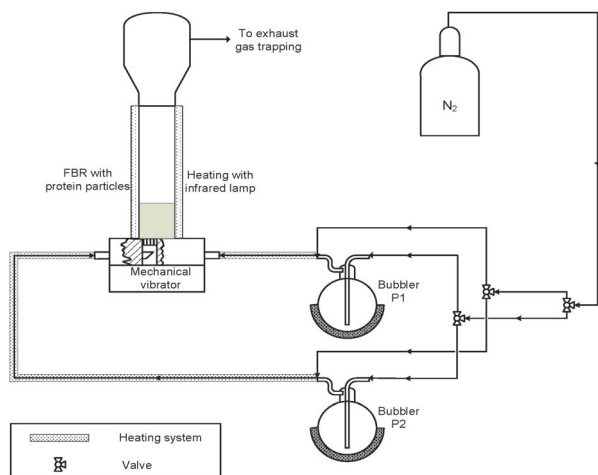 To exhaust
gas trapping
N2
FBR with
protein particles
Heating with
infrared lamp
Mechanical
vibrator
Bubbler
P1
Bubbler
P2
Heating system
Valve